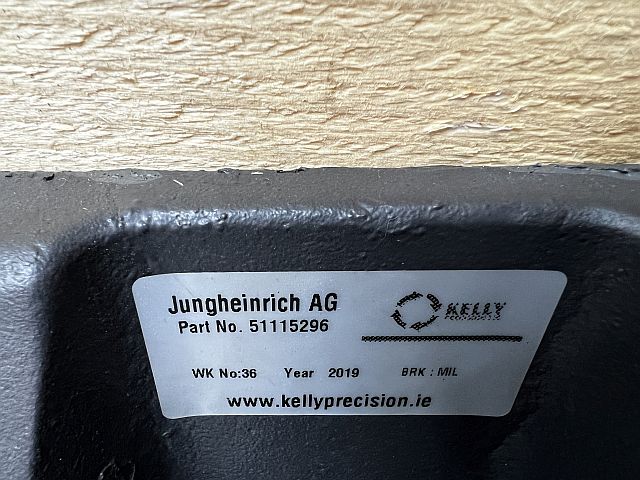 Jungheinrich AG
Part No. 51115296
KELLY
WK No:36 Year 2019 BRK : MIL
www.kellyprecision.ie